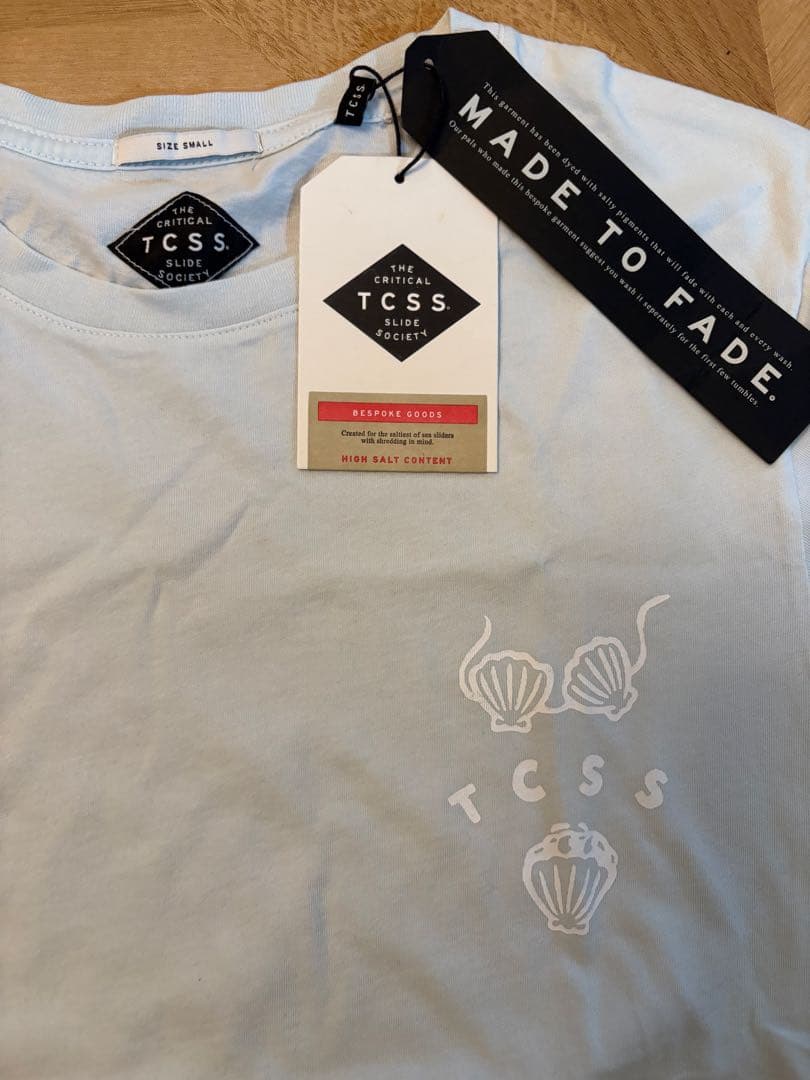 SIZE SMALL
THE
CRITICAL
TCSS®
SLIDE
SOCIETY
TCSS
This garment has been dyed with salty pigments that will fade with each and every wash.
MADE TO FADE.
Our pals who made this bespoke garment suggest you wash it seperately for the first few tumbles.
THE
CRITICAL
TCSS®
SLIDE
SOCIETY
BESPOKE GOODS
Created for the saltiest of sea sliders
with shredding in mind.
HIGH SALT CONTENT
TCSS